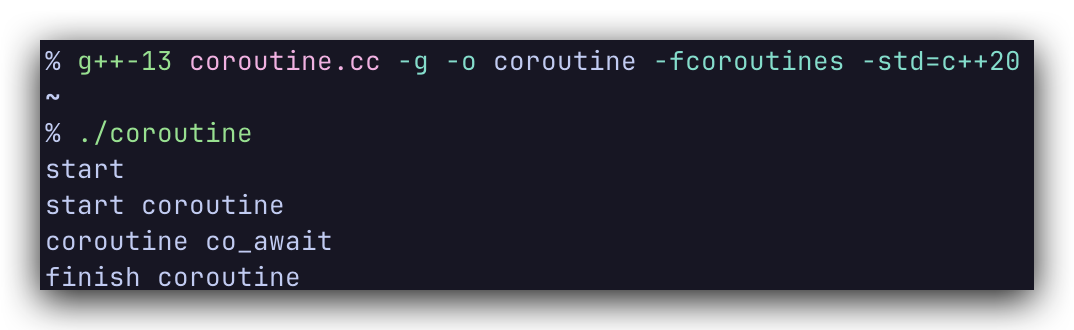 % g++-13 coroutine.cc -g -o coroutine -fcoroutines -std=c++20
~
% ./coroutine
start
start coroutine
coroutine co_await
finish coroutine